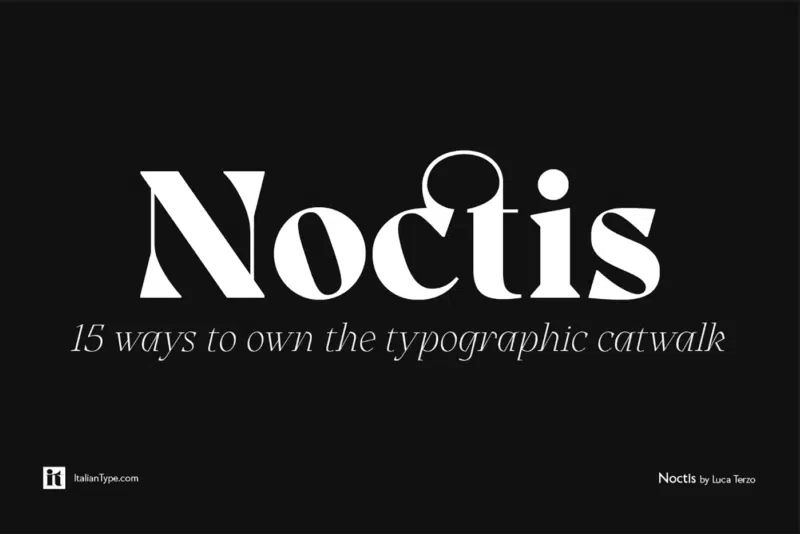 Noctis
15 ways to own the typographic catwalk
it ItalianType.com
Noctis by Luca Terzo